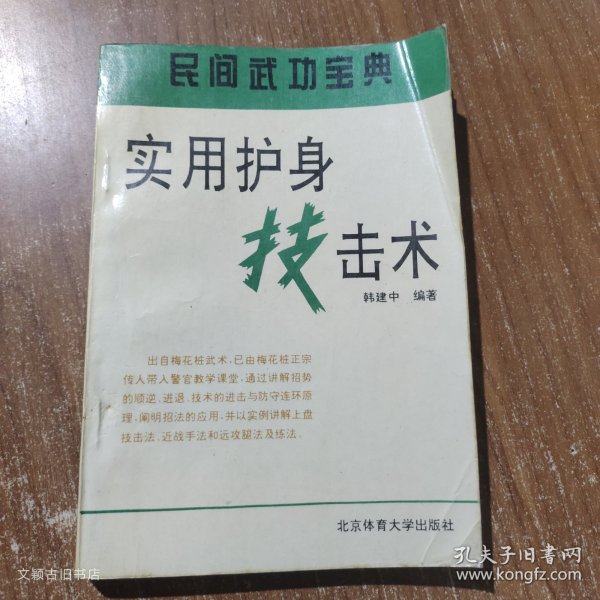 民间武功宝典
实用护身
技击术
韩建中 编著
出自梅花桩武术,已由梅花桩正宗
传人带入警官教学课堂,通过讲解招势
的顺逆、进退、技术的进击与防守连环原
理,阐明招法的应用,并以实例讲解上盘
技击法、近战手法和远攻腿法及练法。
北京体育大学出版社
孔夫子旧书网
www.kongfz.com
文颖古旧书店